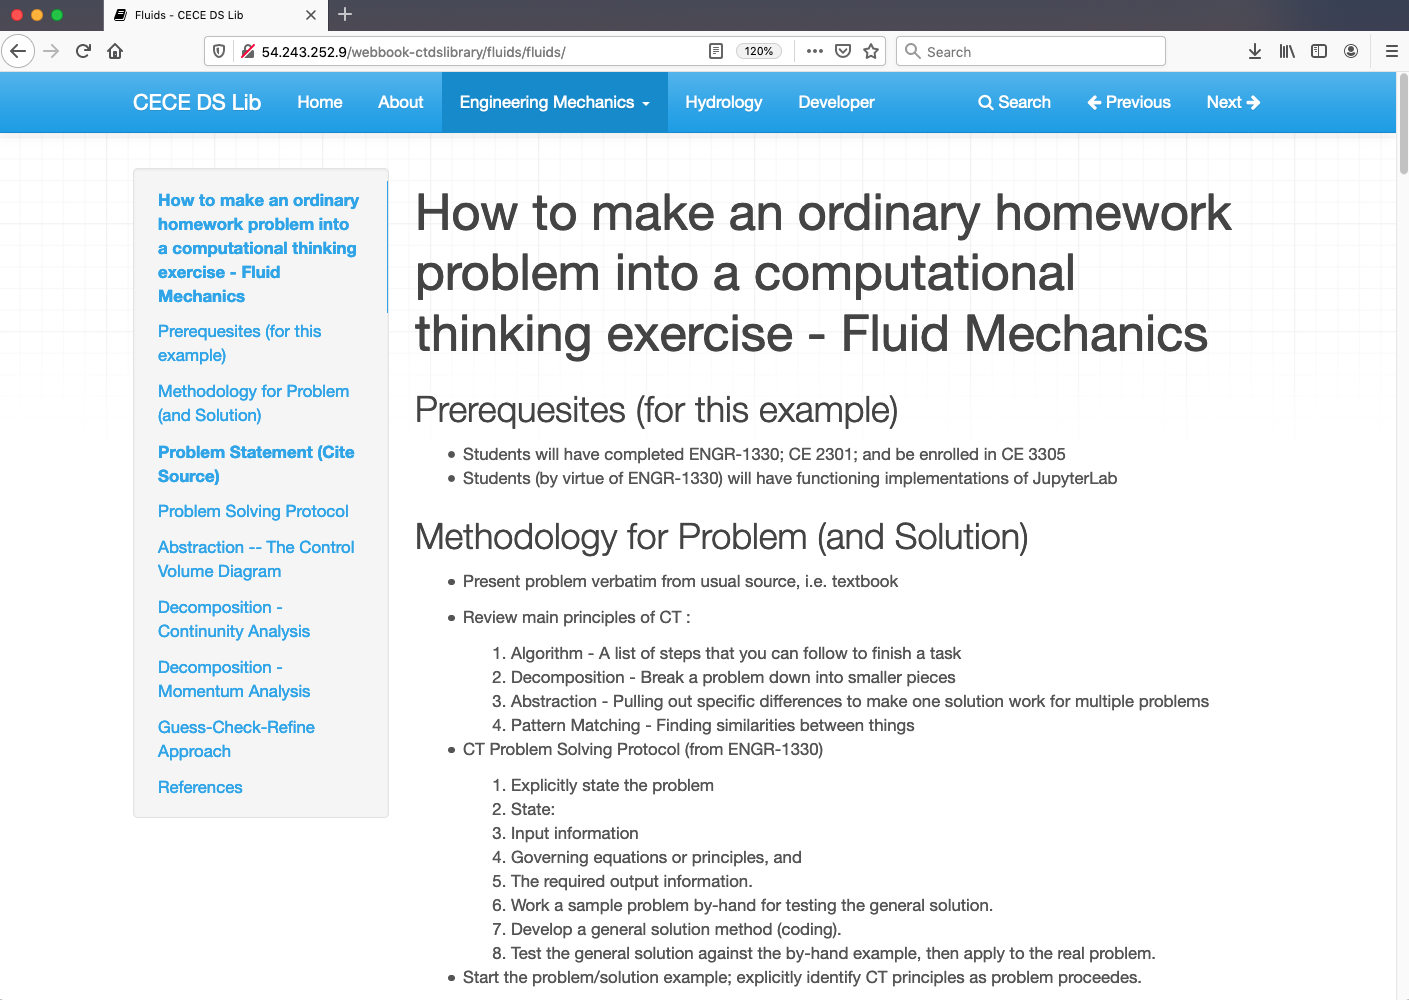 Fluids - CECE DS Lib
54.243.252.9/webbook-ctdslibrary/fluids/fluids/
120%
Search
CECE DS Lib
Home
About
Engineering Mechanics
Hydrology
Developer
Search
Previous
Next
How to make an ordinary
homework problem into
a computational thinking
exercise - Fluid
Mechanics
Prerequesites (for this
example)
Methodology for Problem
(and Solution)
Problem Statement (Cite
Source)
Problem Solving Protocol
Abstraction -- The Control
Volume Diagram
Decomposition -
Continunity Analysis
Decomposition -
Momentum Analysis
Guess-Check-Refine
Approach
References
How to make an ordinary homework
problem into a computational
thinking exercise - Fluid Mechanics
Prerequesites (for this example)
• Students will have completed ENGR-1330; CE 2301; and be enrolled in CE 3305
• Students (by virtue of ENGR-1330) will have functioning implementations of JupyterLab
Methodology for Problem (and Solution)
• Present problem verbatim from usual source, i.e. textbook
• Review main principles of CT :
1. Algorithm - A list of steps that you can follow to finish a task
2. Decomposition - Break a problem down into smaller pieces
3. Abstraction - Pulling out specific differences to make one solution work for multiple problems
4. Pattern Matching - Finding similarities between things
• CT Problem Solving Protocol (from ENGR-1330)
1. Explicitly state the problem
2. State:
3. Input information
4. Governing equations or principles, and
5. The required output information.
6. Work a sample problem by-hand for testing the general solution.
7. Develop a general solution method (coding).
8. Test the general solution against the by-hand example, then apply to the real problem.
• Start the problem/solution example; explicitly identify CT principles as problem proceedes.